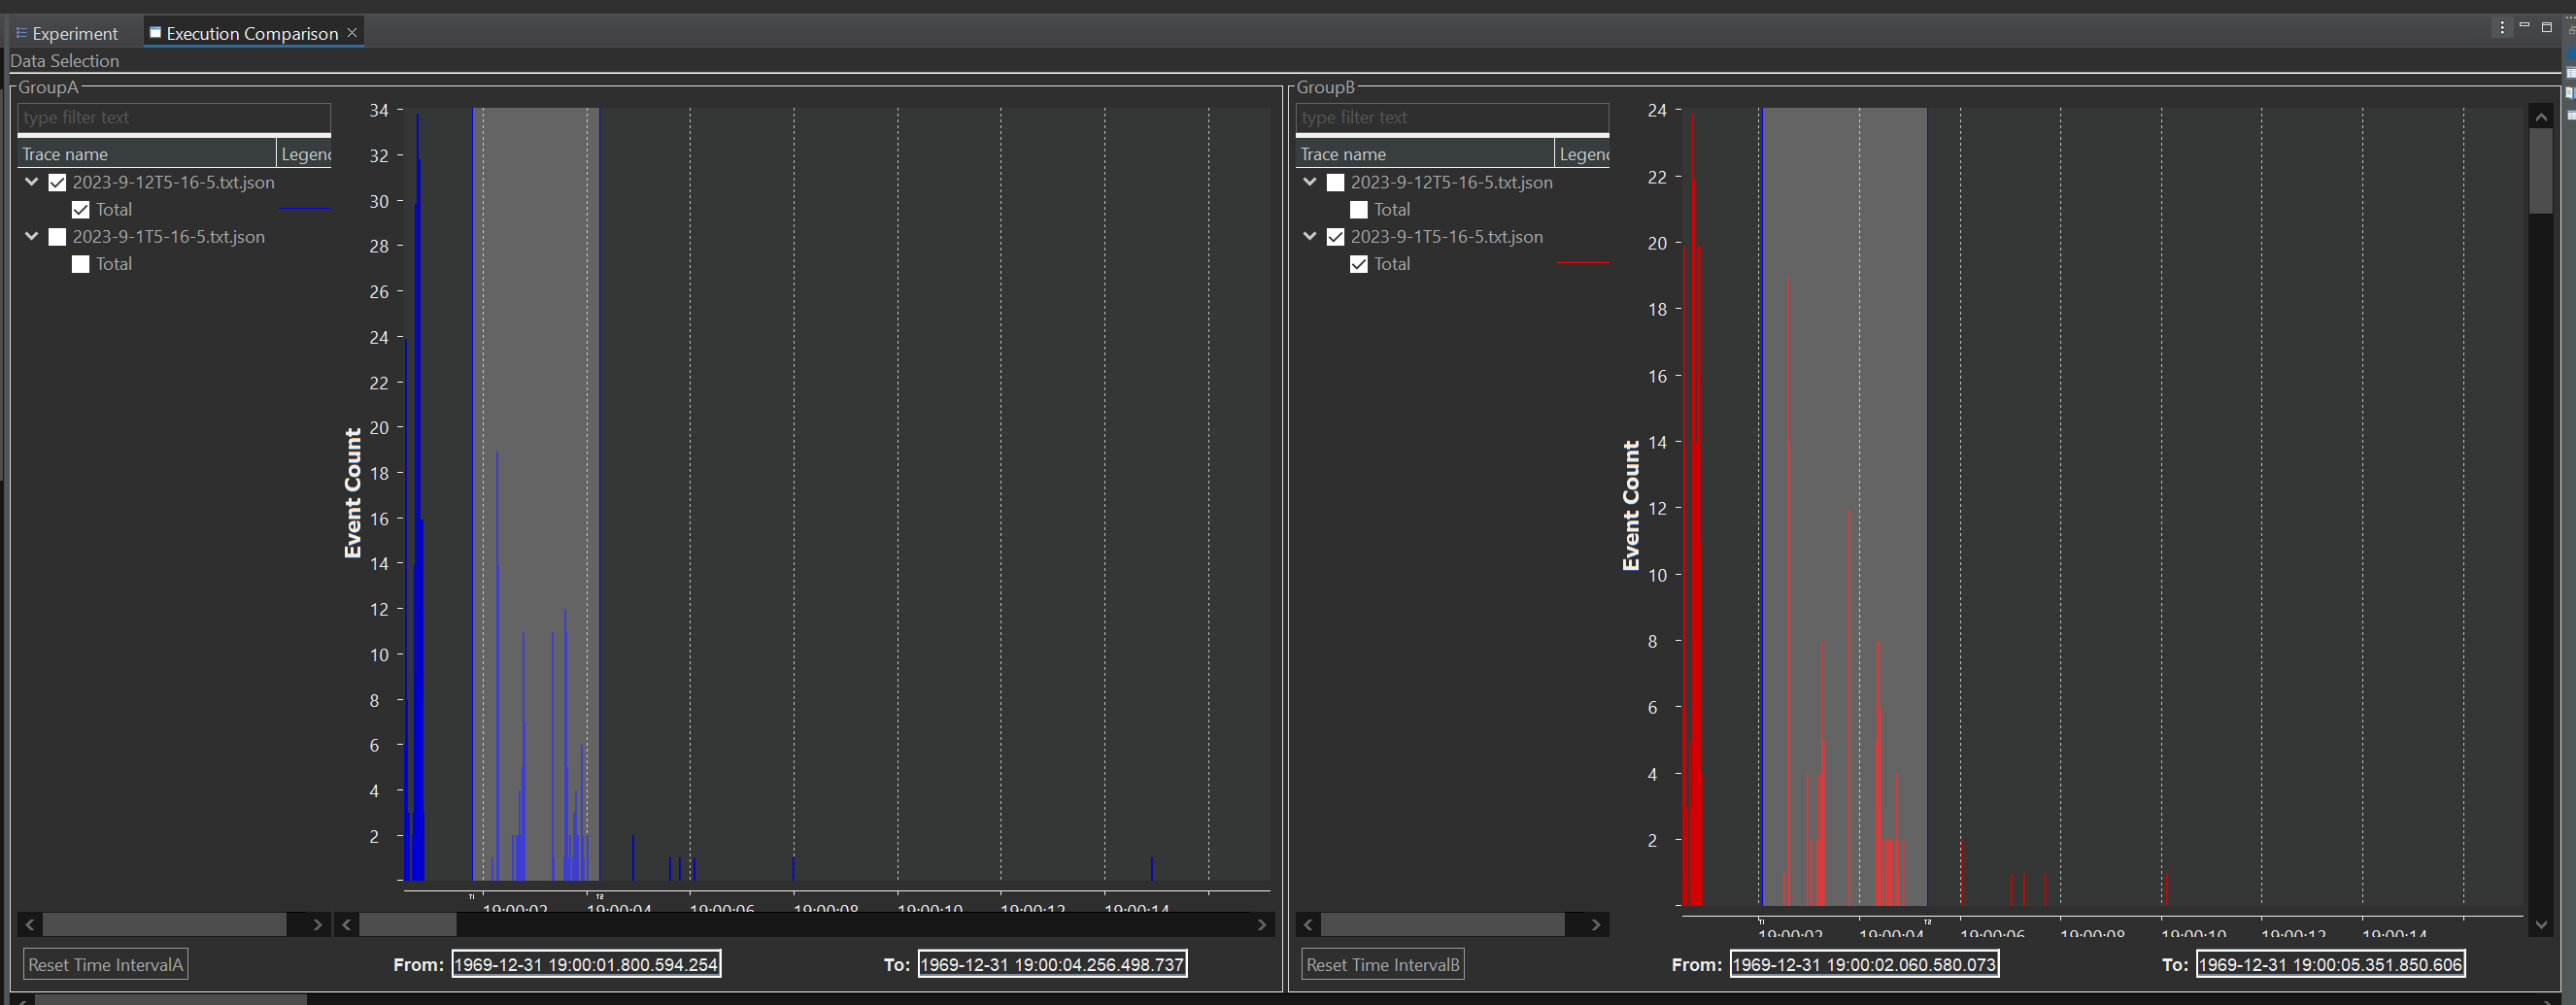 Experiment
Execution Comparison
Data Selection
GroupA
type filter text
Trace name Legend
2023-9-12T5-16-5.txt.json
Total
2023-9-1T5-16-5.txt.json
Total
Event Count
34
32
30
28
26
24
22
20
18
16
14
12
10
8
6
4
2
T1 T2
19:00:02 19:00:04 19:00:06 19:00:08 19:00:10 19:00:12 19:00:14
Reset Time IntervalA
From: 1969-12-31 19:00:01.800.594.254
To: 1969-12-31 19:00:04.256.498.737
GroupB
type filter text
Trace name Legend
2023-9-12T5-16-5.txt.json
Total
2023-9-1T5-16-5.txt.json
Total
Event Count
24
22
20
18
16
14
12
10
8
6
4
2
T1 T2
19:00:02 19:00:04 19:00:06 19:00:08 19:00:10 19:00:12 19:00:14
Reset Time IntervalB
From: 1969-12-31 19:00:02.060.580.073
To: 1969-12-31 19:00:05.351.850.606